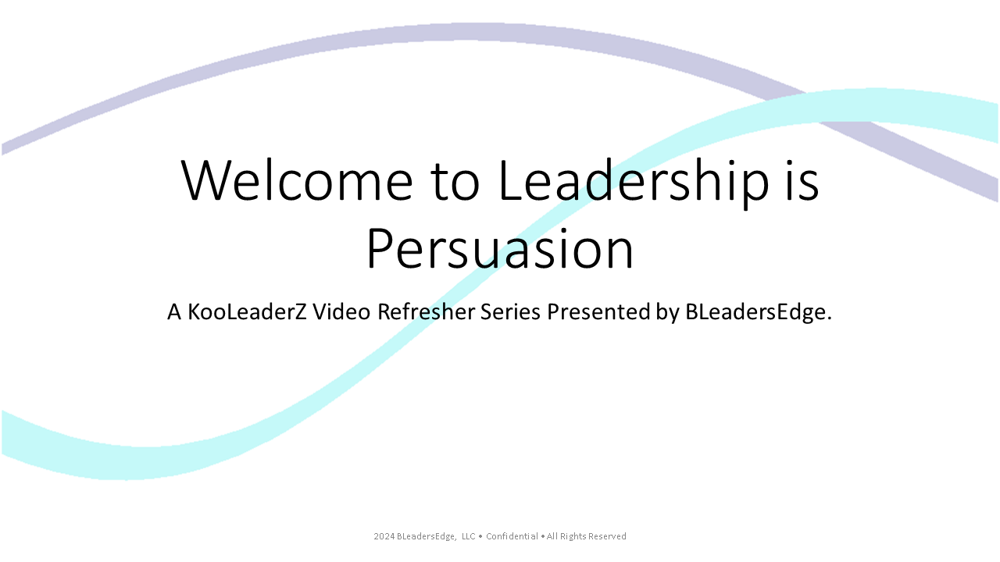 Welcome to Leadership is
Persuasion
A KooLeaderZ Video Refresher Series Presented by BLeadersEdge.
2024 BLeadersEdge, LLC • Confidential • All Rights Reserved